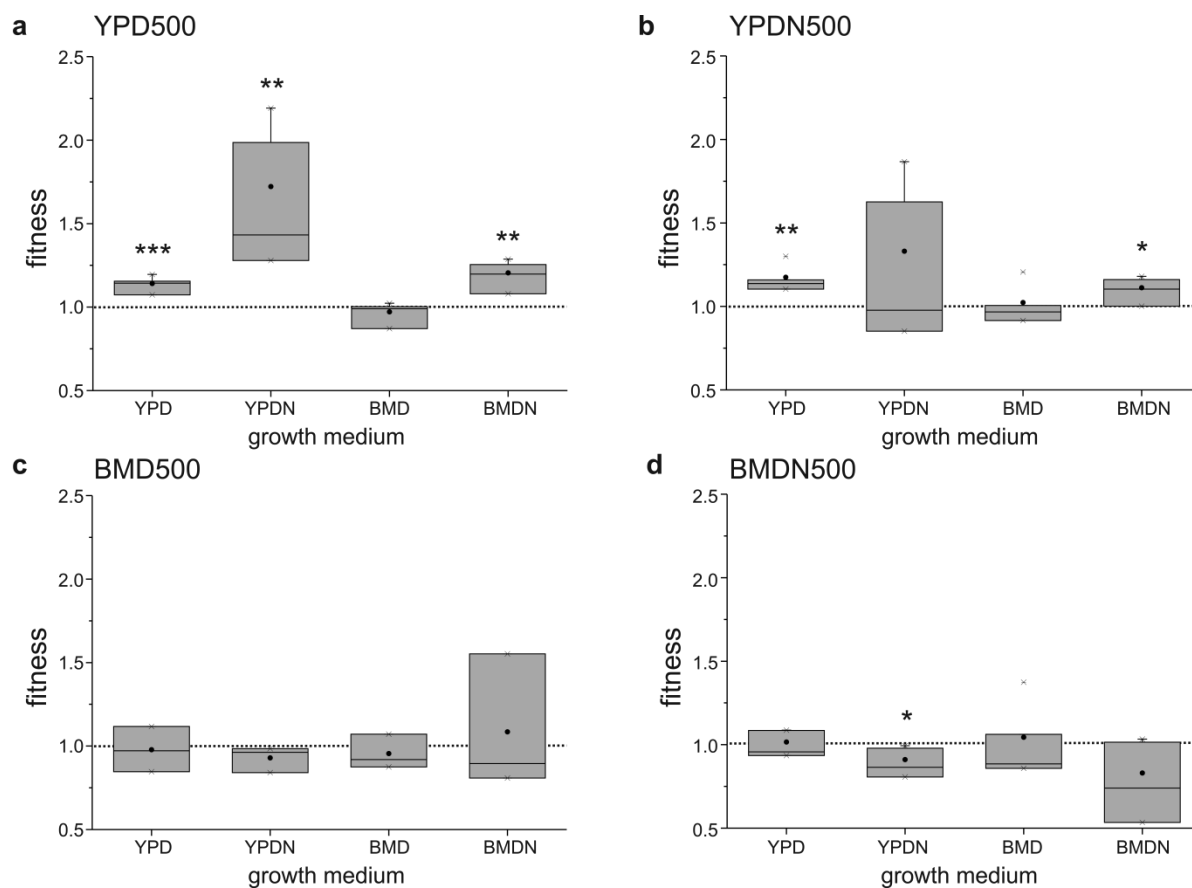 a YPD500
2.5
2.0
1.5
1.0
0.5
fitness
***
**
**
YPD YPDN BMD BMDN
growth medium
b YPDN500
2.5
2.0
1.5
1.0
0.5
fitness
**
*
YPD YPDN BMD BMDN
growth medium
c BMD500
2.5
2.0
1.5
1.0
0.5
fitness
YPD YPDN BMD BMDN
growth medium
d BMDN500
2.5
2.0
1.5
1.0
0.5
fitness
*
YPD YPDN BMD BMDN
growth medium